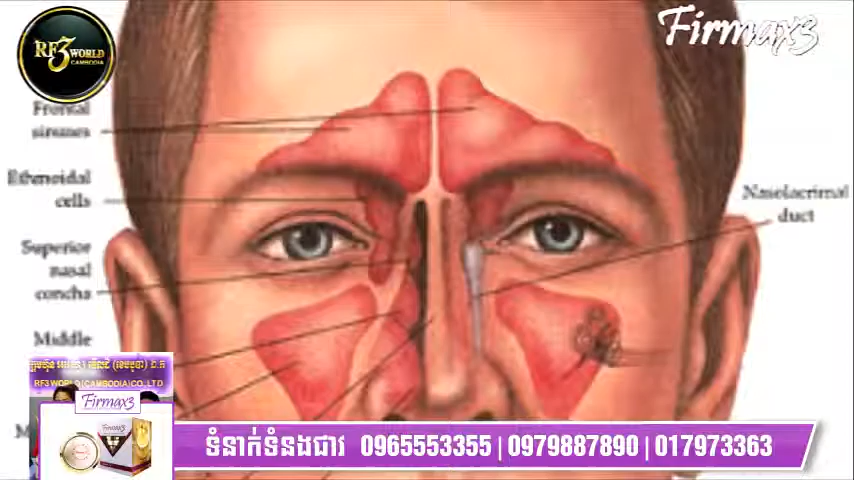 RF3 WORLD
CAMBODIA
Firmax3
Frontal
sinuses
Ethmoidal
cells
Superior
nasal
concha
Middle
Nasolacrimal
duct
RF3 WORLD (CAMBODIA) CO., LTD
Firmax3
ទំនាក់ទំនងជាវ 0965553355 | 0979887890 | 017973363